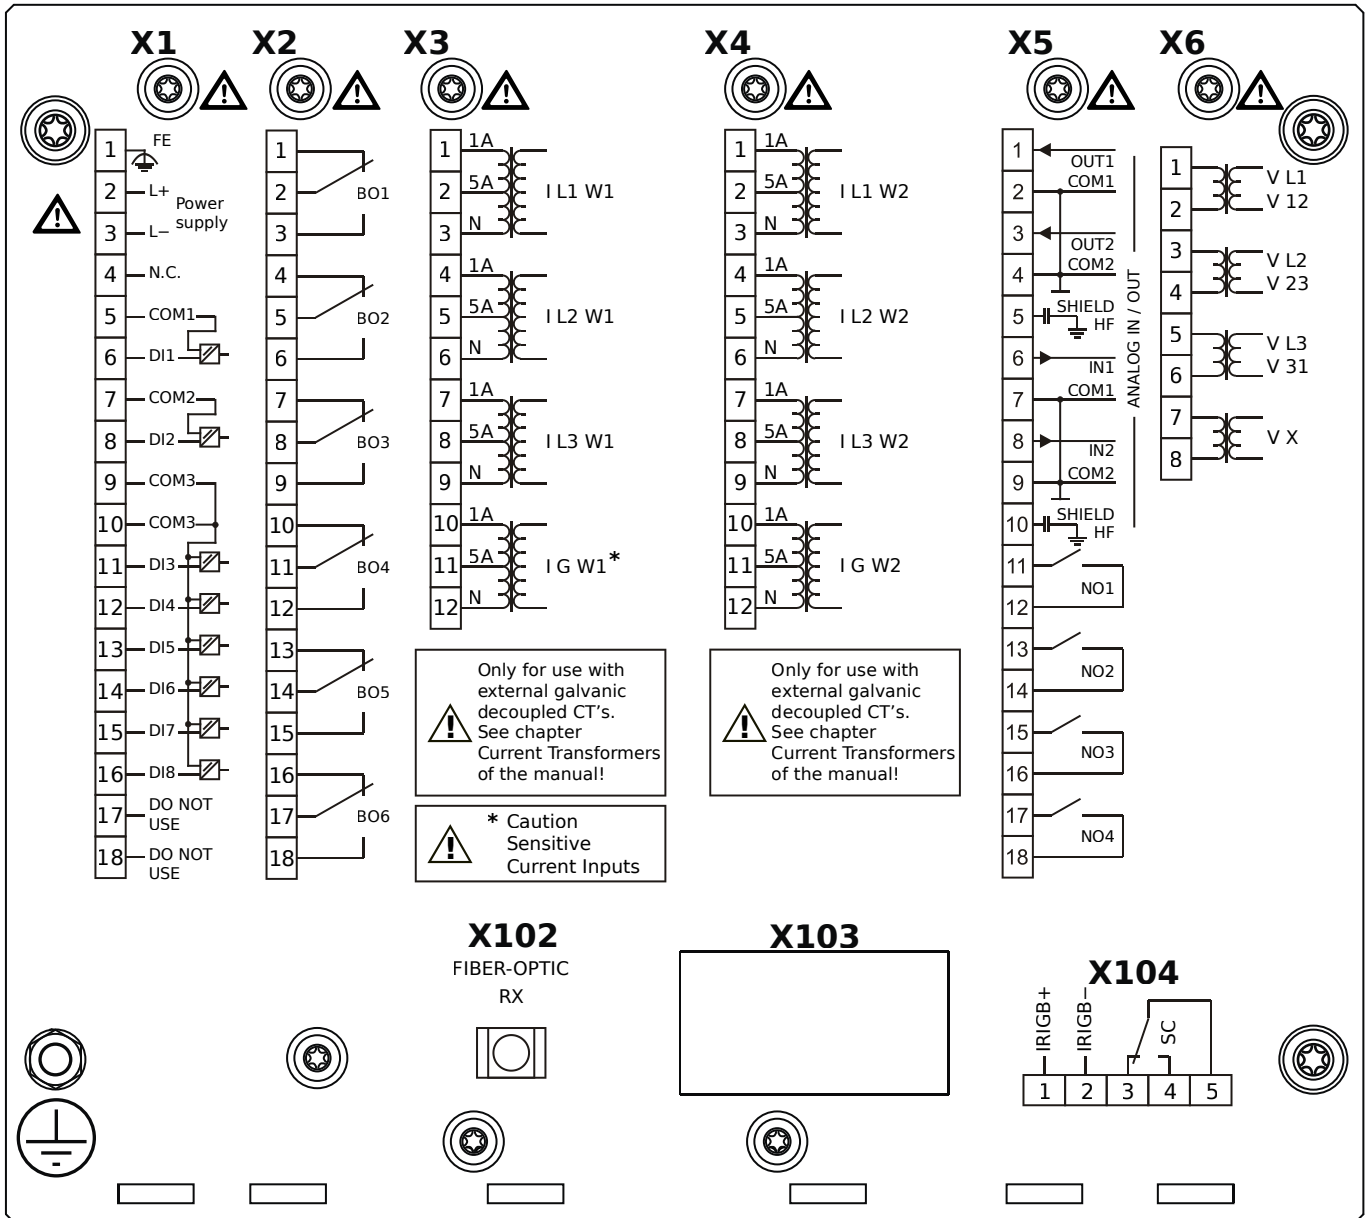 X1
X2
X3
X4
X5
X6
1 FE
2 L+
Power
supply
3 L−
4 N.C.
5 COM1
6 DI1
7 COM2
8 DI2
9 COM3
10 COM3
11 DI3
12 DI4
13 DI5
14 DI6
15 DI7
16 DI8
17 DO NOT
USE
18 DO NOT
USE
1
2 BO1
3
4
5 BO2
6
7
8 BO3
9
10
11 BO4
12
13
14 BO5
15
16
17 BO6
18
1 1A
2 5A I L1 W1
3 N
4 1A
5 5A I L2 W1
6 N
7 1A
8 5A I L3 W1
9 N
10 1A
11 5A I G W1*
12 N
Only for use with
external galvanic
decoupled CT's.
See chapter
Current Transformers
of the manual!
* Caution
Sensitive
Current Inputs
1 1A
2 5A I L1 W2
3 N
4 1A
5 5A I L2 W2
6 N
7 1A
8 5A I L3 W2
9 N
10 1A
11 5A I G W2
12 N
Only for use with
external galvanic
decoupled CT's.
See chapter
Current Transformers
of the manual!
1 OUT1
2 COM1
3 OUT2
4 COM2
5 SHIELD
HF
6 IN1
7 COM1
8 IN2
9 COM2
10 SHIELD
HF
ANALOG IN / OUT
11
NO1
12
13
NO2
14
15
NO3
16
17
NO4
18
1 V L1
2 V 12
3 V L2
4 V 23
5 V L3
6 V 31
7
V X
8
X102
FIBER-OPTIC
RX
X103
X104
IRIGB+
IRIGB−
SC
1 2 3 4 5